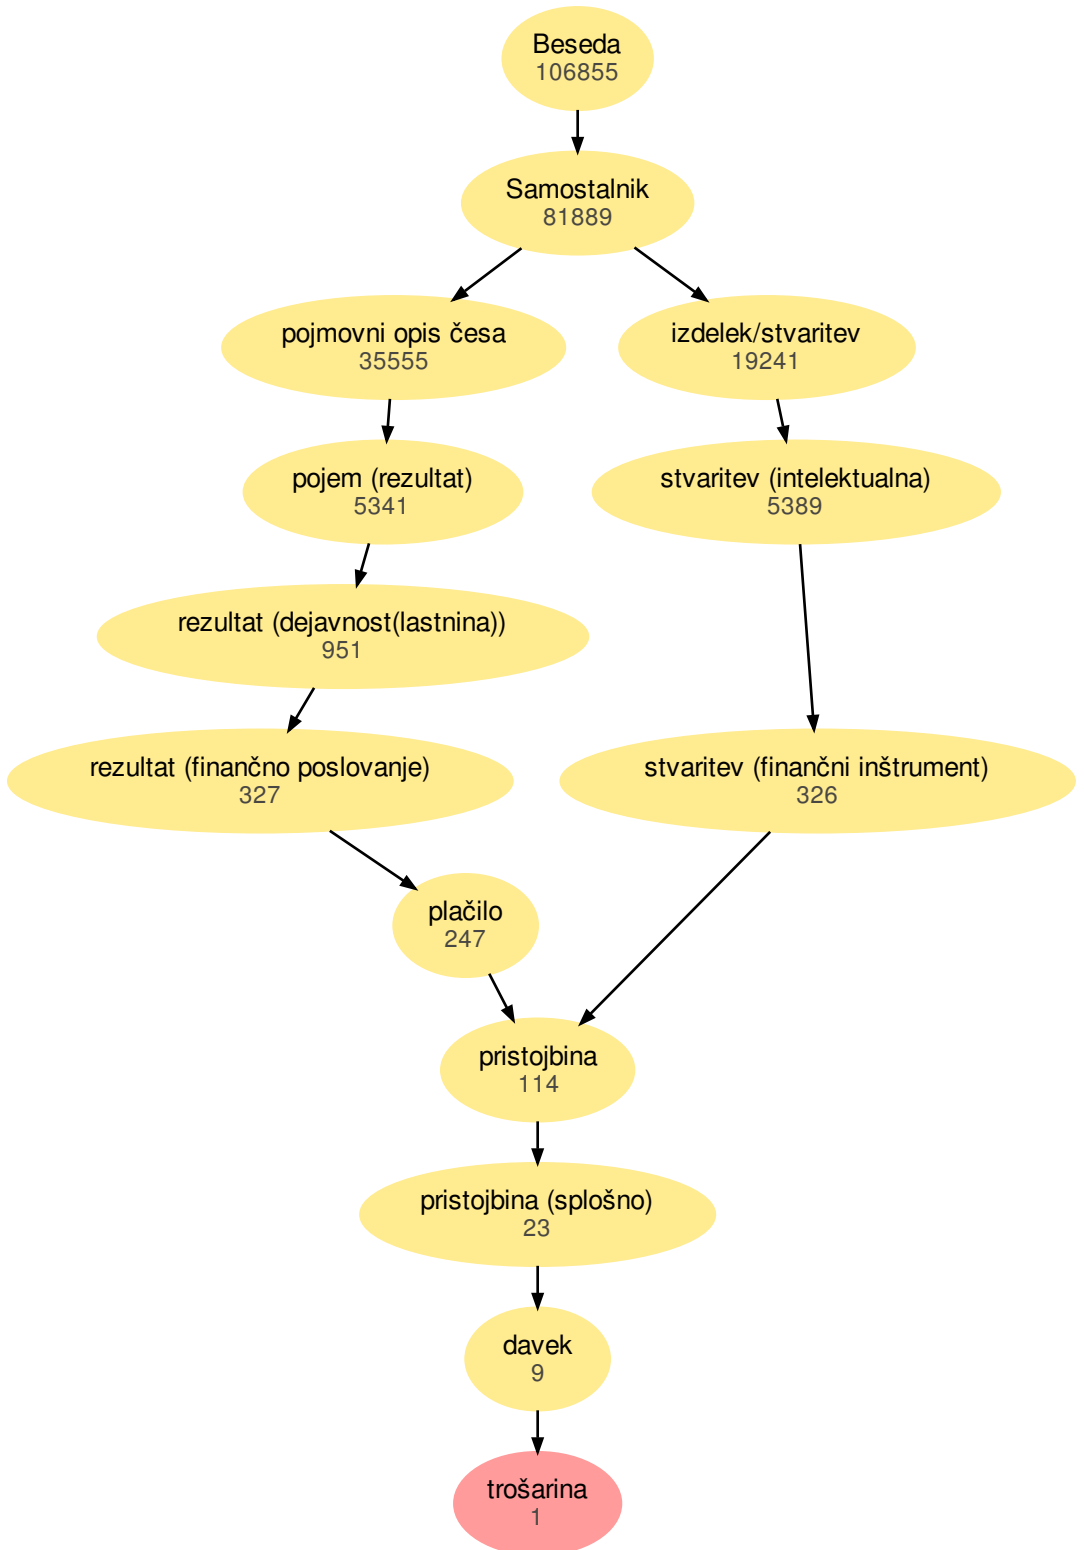 Beseda
106855
Samostalnik
81889
pojmovni opis česa
35555
izdelek/stvaritev
19241
pojem (rezultat)
5341
stvaritev (intelektualna)
5389
rezultat (dejavnost(lastnina))
951
rezultat (finančno poslovanje)
327
stvaritev (finančni inštrument)
326
plačilo
247
pristojbina
114
pristojbina (splošno)
23
davek
9
trošarina
1